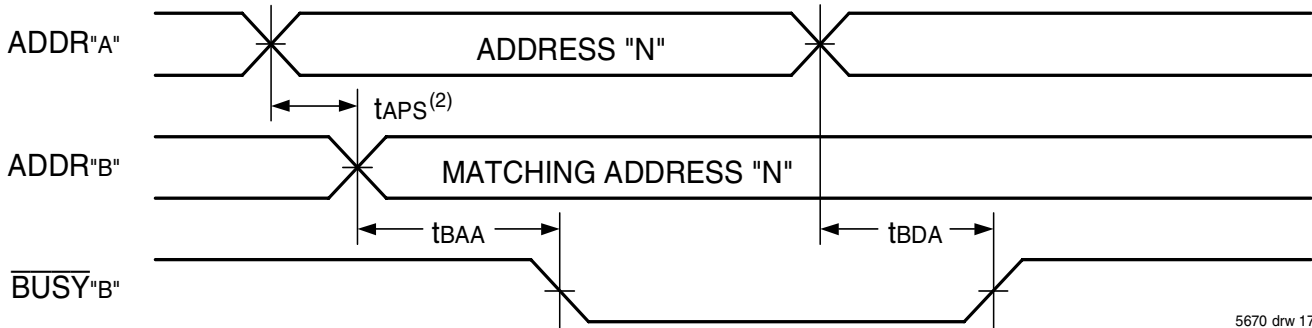 ADDR"A"
ADDRESS "N"
tAPS(2)
ADDR"B"
MATCHING ADDRESS "N"
tBAA
tBDA
BUSY"B"
5670 drw 17